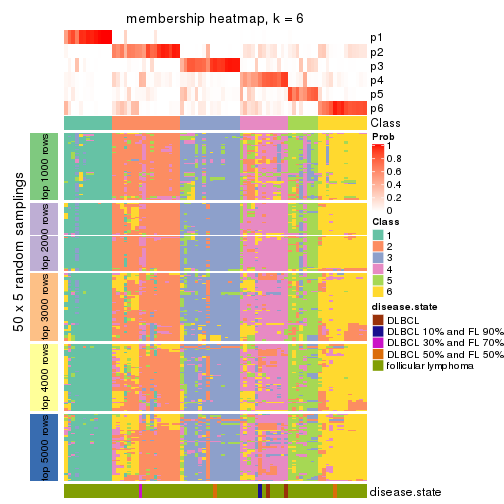 membership heatmap, k = 6
p1
p2
p3
p4
p5
p6
Class
50 x 5 random samplings
top 1000 rows
top 2000 rows
top 3000 rows
top 4000 rows
top 5000 rows
disease.state
Prob
1
0.8
0.6
0.4
0.2
0
Class
1
2
3
4
5
6
disease.state
DLBCL
DLBCL 10% and FL 90%
DLBCL 30% and FL 70%
DLBCL 50% and FL 50%
follicular lymphoma